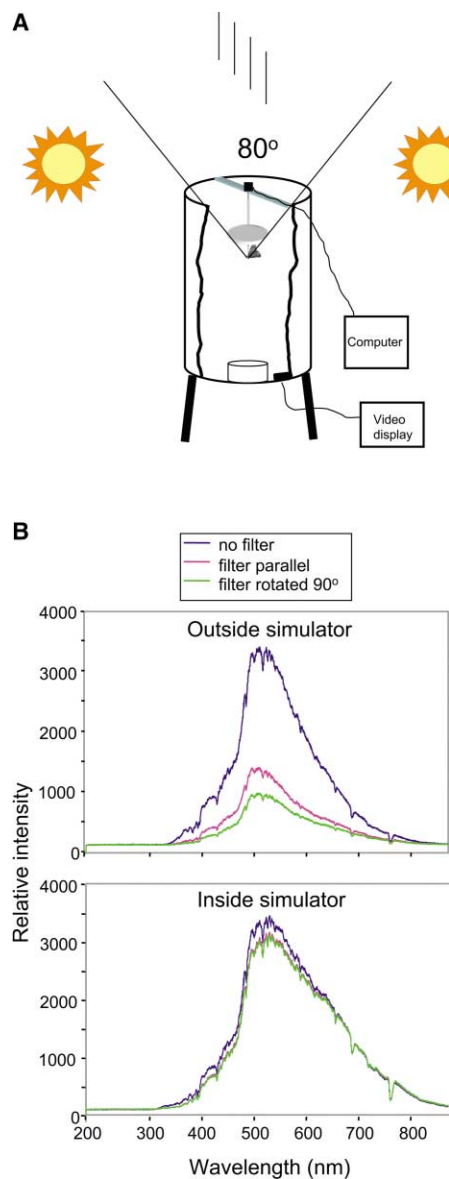 A
80°
Computer
Video
display
B
no filter
filter parallel
filter rotated 90°
Outside simulator
4000
3000
2000
1000
0
Relative intensity
Inside simulator
4000
3000
2000
1000
0
200 300 400 500 600 700 800
Wavelength (nm)